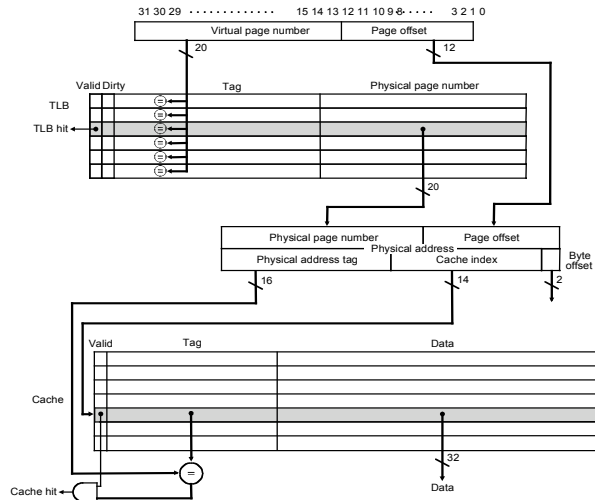 31 30 29 · · · · · · · · · · · · · · · 15 14 13 12 11 10 9 8 · · · · · · 3 2 1 0
Virtual page number Page offset
20 12
Valid Dirty Tag Physical page number
TLB
=
=
TLB hit =
=
=
=
20
Physical page number Page offset
Physical address
Physical address tag Cache index Byte offset
16 14 2
Valid Tag Data
Cache
32
=
Cache hit Data